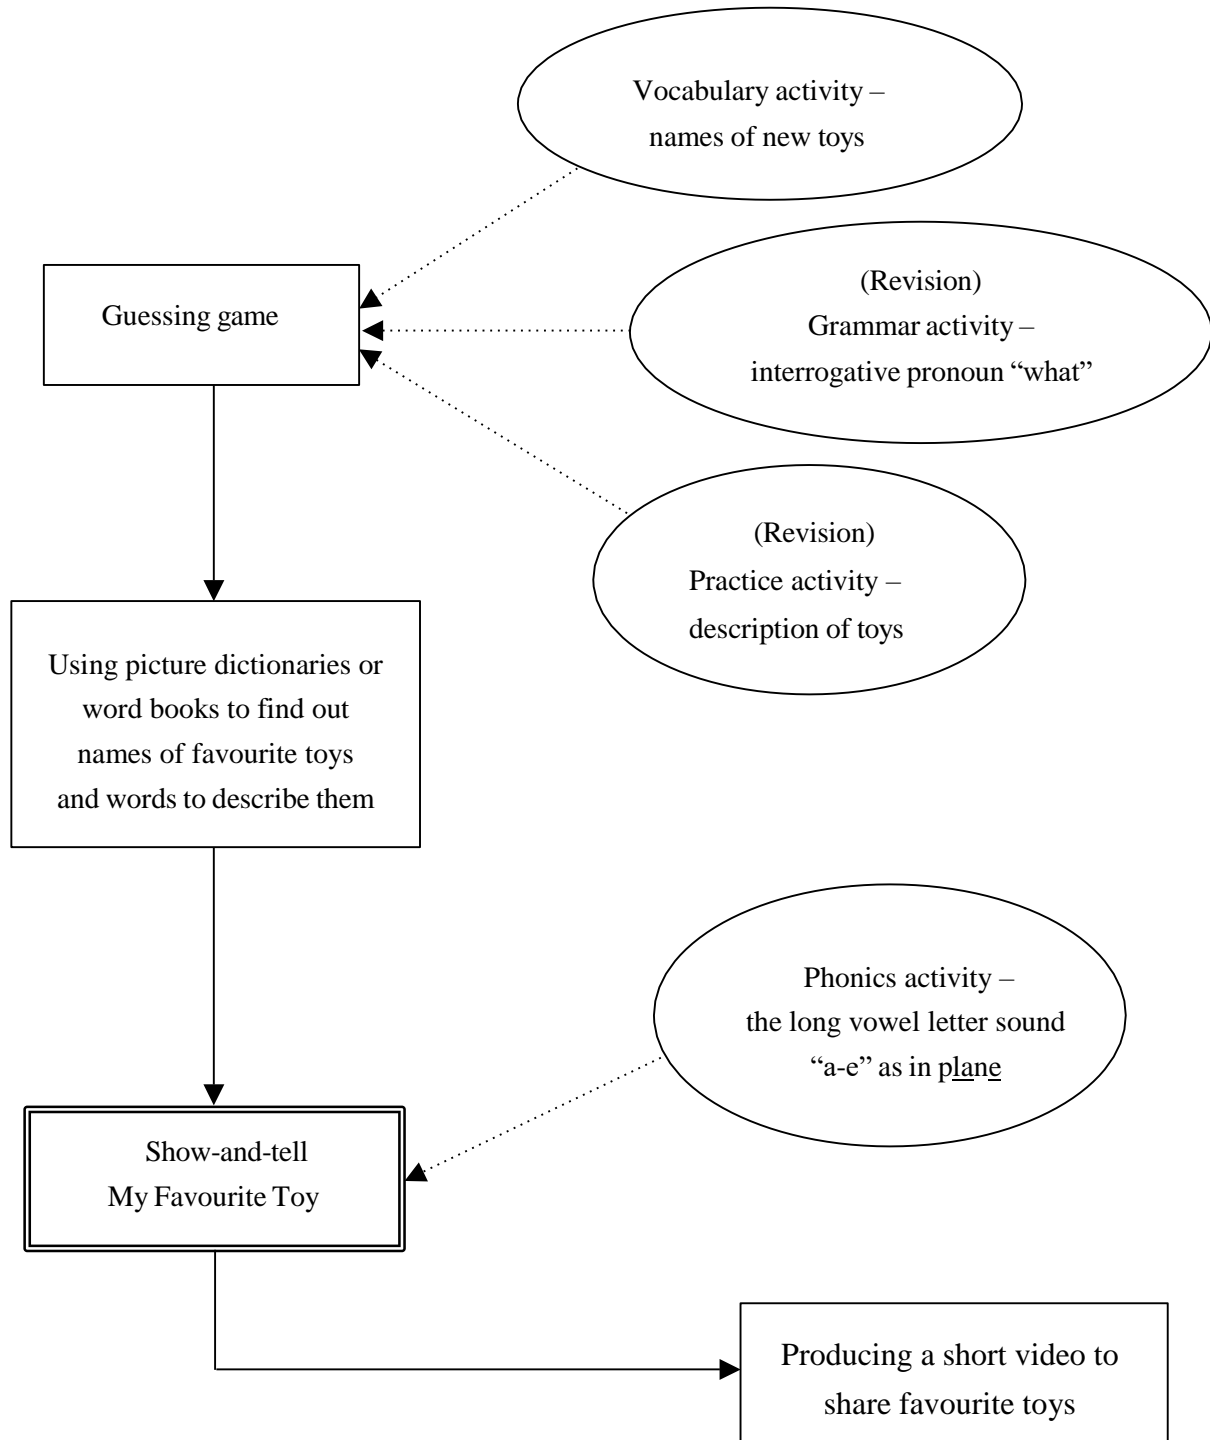 Vocabulary activity –
names of new toys
(Revision)
Grammar activity –
interrogative pronoun “what”
Guessing game
(Revision)
Practice activity –
description of toys
Using picture dictionaries or
word books to find out
names of favourite toys
and words to describe them
Phonics activity –
the long vowel letter sound
“a-e” as in plane
Show-and-tell
My Favourite Toy
Producing a short video to
share favourite toys